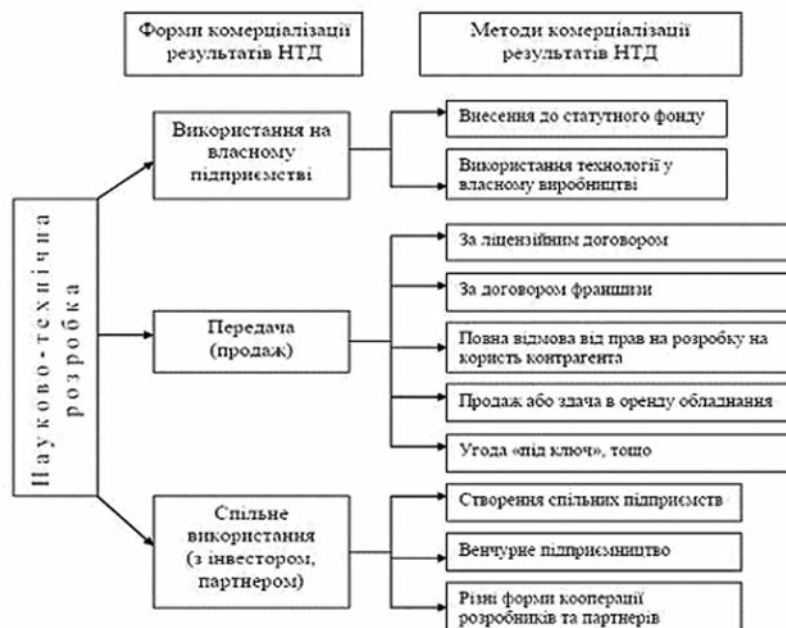 Форми комерціалізації
результатів НТД
Методи комерціалізації
результатів НТД
Науково-технічна
розробка
Використання на
власному
підприємстві
Внесення до статутного фонду
Використання технології у
власному виробництві
Передача
(продаж)
За ліцензійним договором
За договором франшизи
Повна відмова від прав на розробку на
користь контрагента
Продаж або здача в оренду обладнання
Угода «під ключ», тощо
Спільне
використання
(з інвестором,
партнером)
Створення спільних підприємств
Венчурне підприємництво
Різні форми кооперації
розробників та партнерів